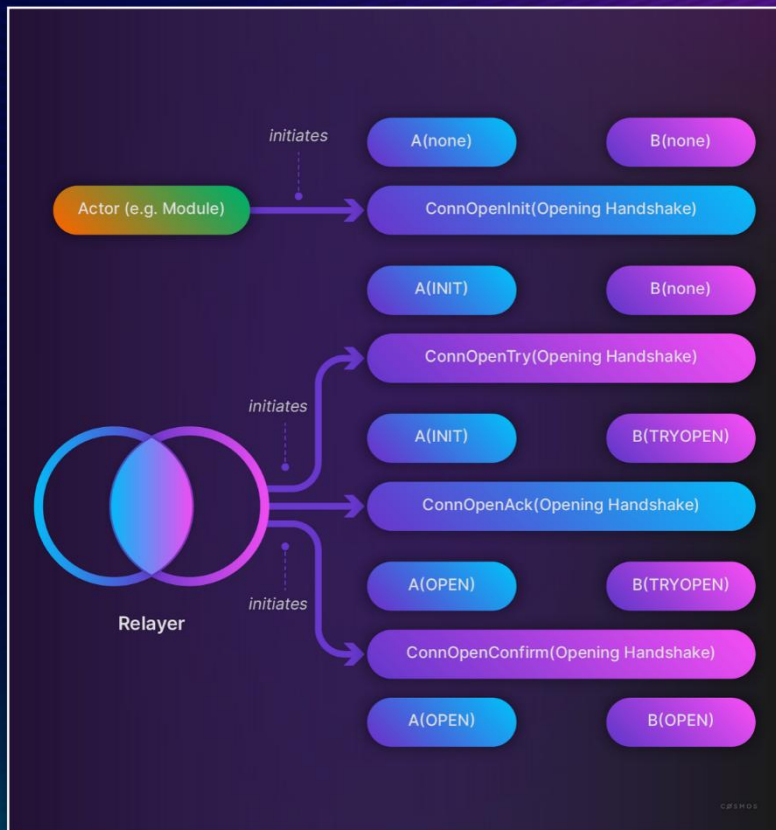 initiates
A(none)
B(none)
Actor (e.g. Module)
ConnOpenInit(Opening Handshake)
A(INIT)
B(none)
ConnOpenTry(Opening Handshake)
initiates
A(INIT)
B(TRYOPEN)
ConnOpenAck(Opening Handshake)
A(OPEN)
B(TRYOPEN)
initiates
Relayer
ConnOpenConfirm(Opening Handshake)
A(OPEN)
B(OPEN)
CØSMOS